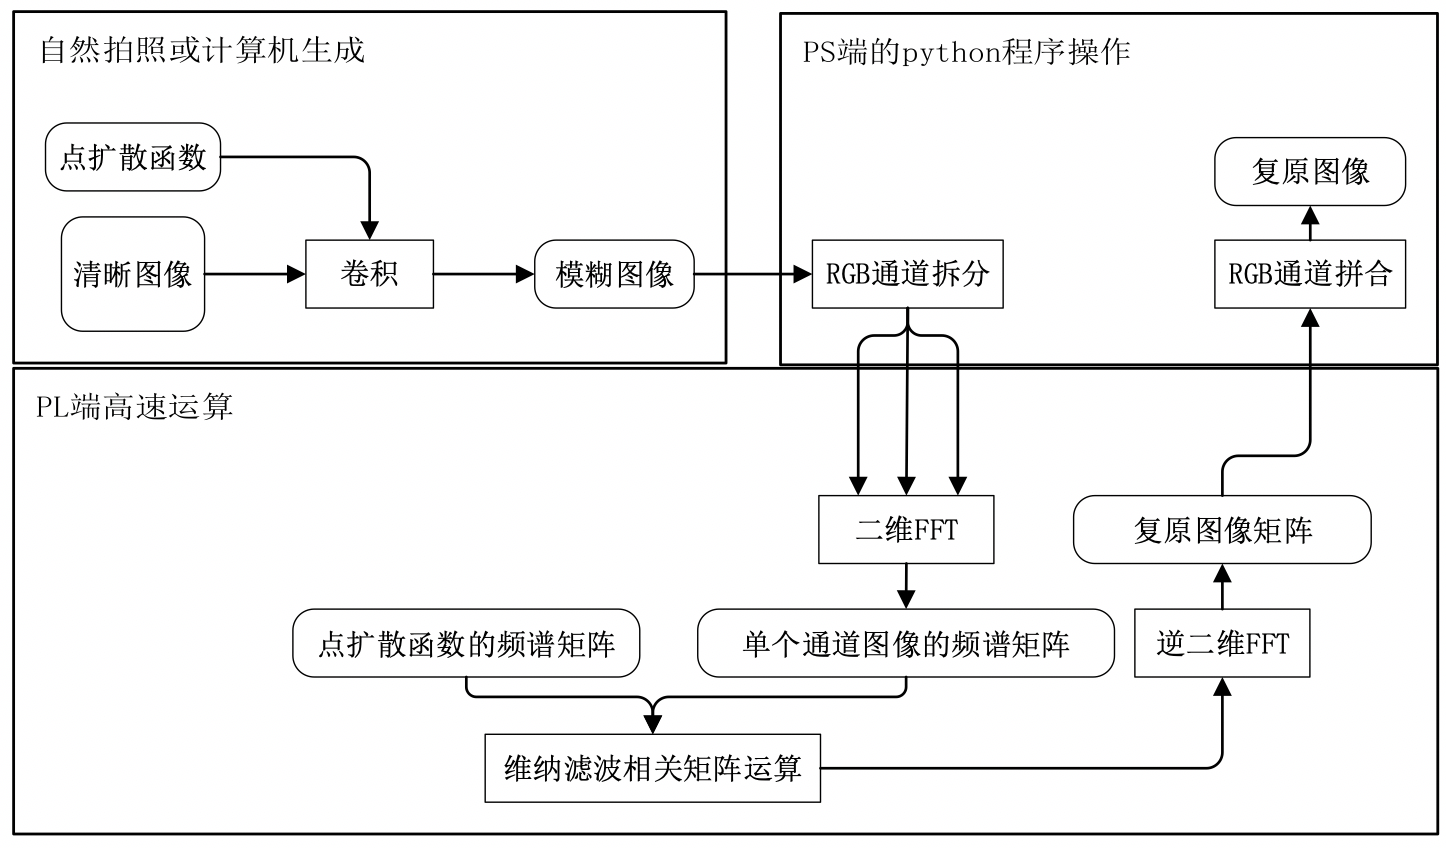 自然拍照或计算机生成
点扩散函数
清晰图像
卷积
模糊图像
PS端的python程序操作
RGB通道拆分
复原图像
RGB通道拼合
PL端高速运算
二维FFT
复原图像矩阵
点扩散函数的频谱矩阵
单个通道图像的频谱矩阵
逆二维FFT
维纳滤波相关矩阵运算